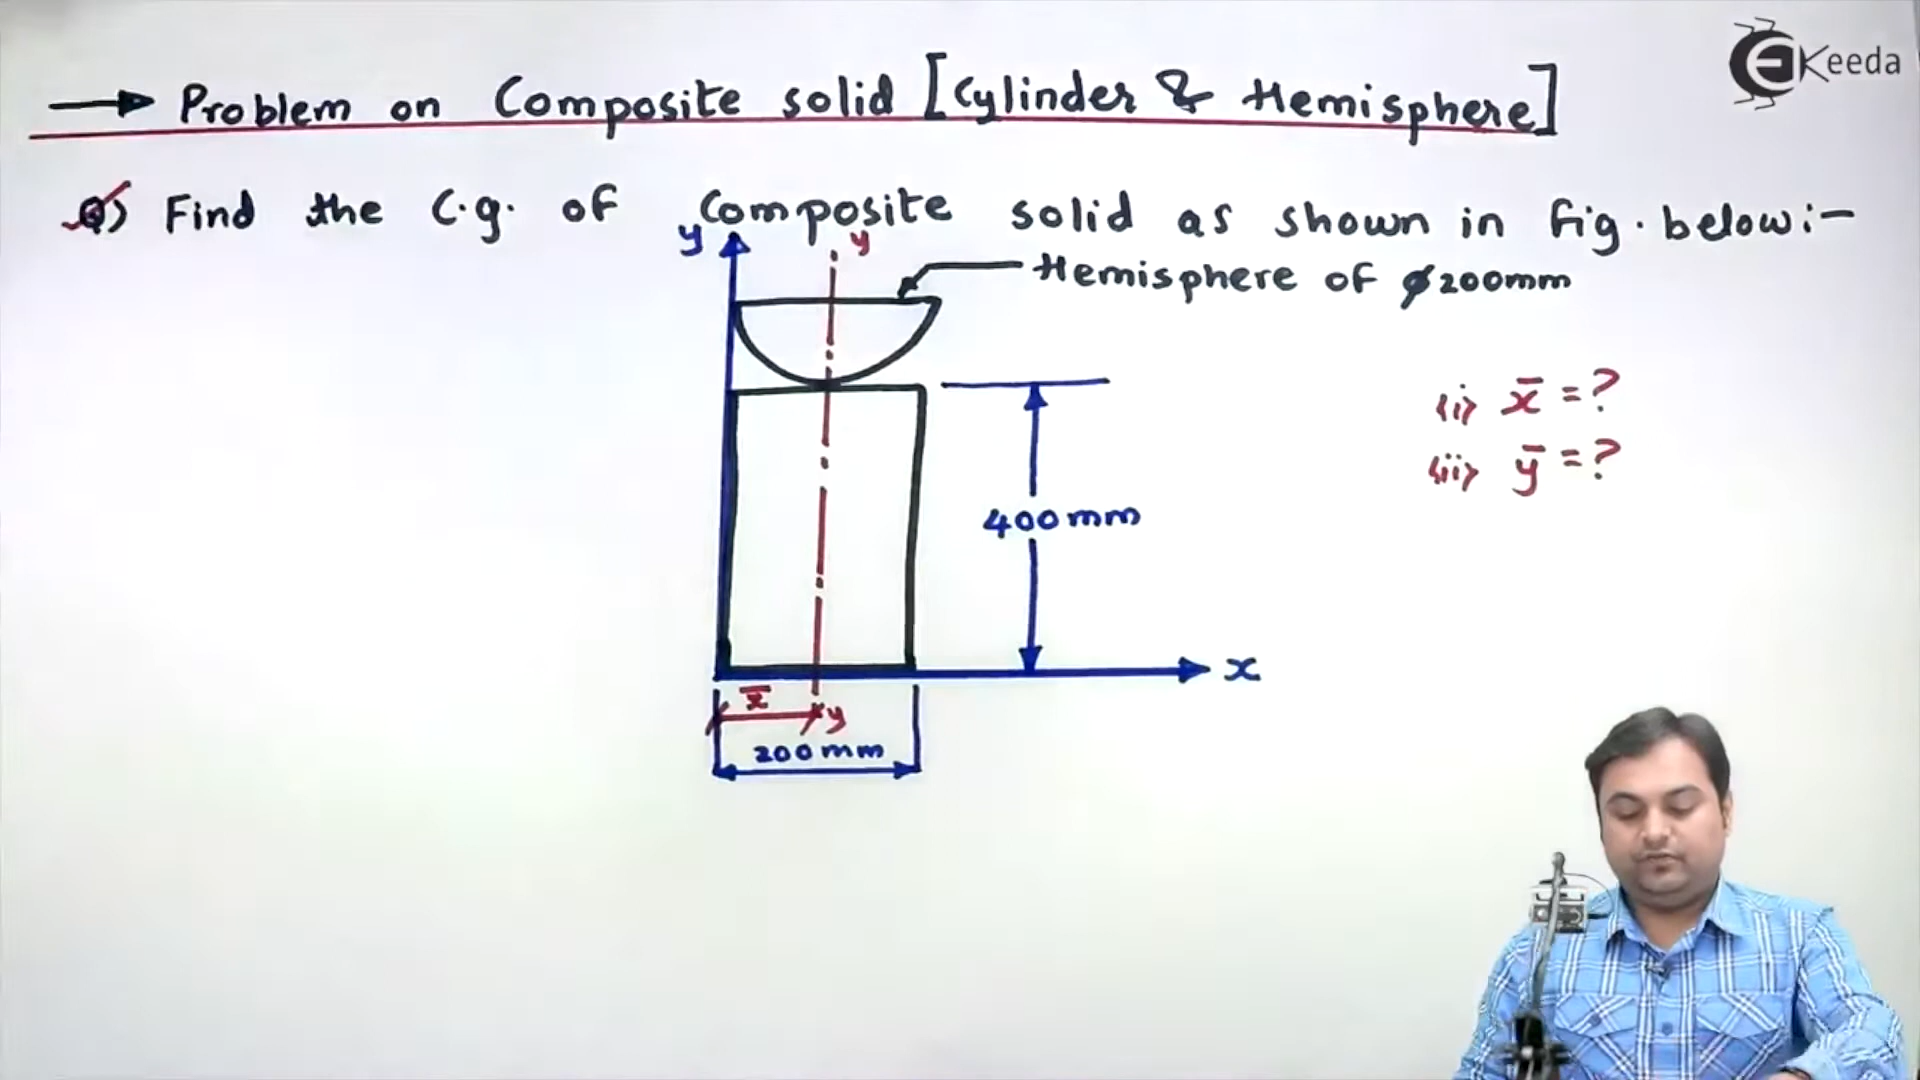 Keeda
→ Problem on Composite solid [Cylinder & Hemisphere]
Q) Find the C.g. of Composite solid as shown in fig. below:-
y y
Hemisphere of ϕ200mm
(i) x̄ = ?
(ii) ȳ = ?
400mm
x
x̄ y
200mm